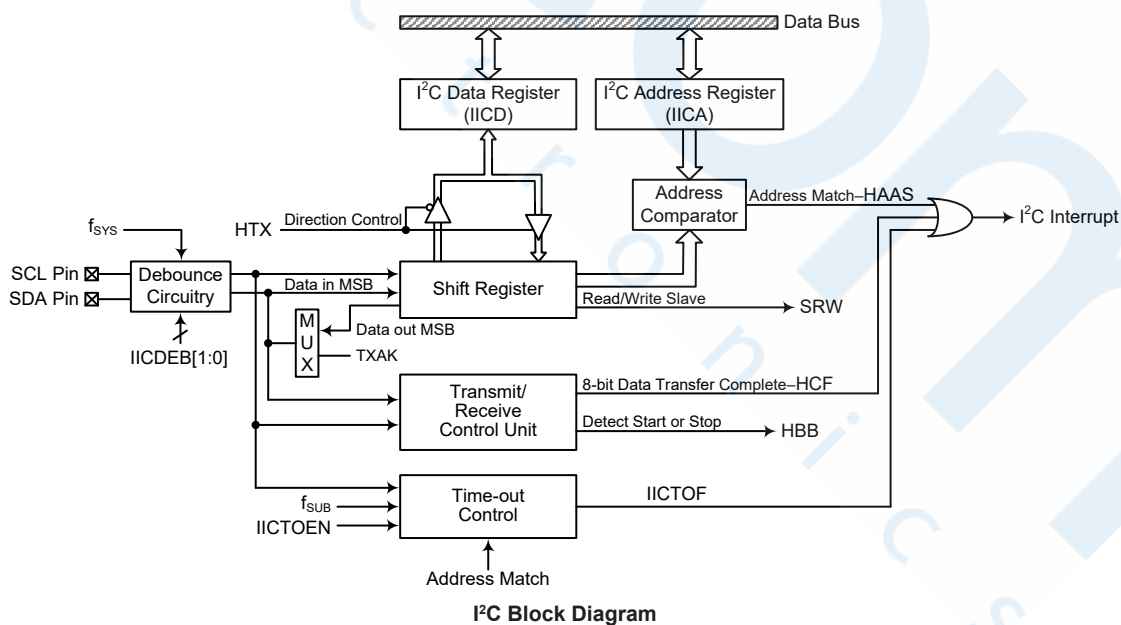 Data Bus
I²C Data Register
(IICD)
I²C Address Register
(IICA)
Address
Comparator
Address Match–HAAS
I²C Interrupt
HTX
Direction Control
fSYS
SCL Pin
SDA Pin
Debounce
Circuitry
IICDEB[1:0]
Data in MSB
Shift Register
Read/Write Slave
SRW
Data out MSB
M
U
X
TXAK
Transmit/
Receive
Control Unit
8-bit Data Transfer Complete–HCF
Detect Start or Stop
HBB
Time-out
Control
fSUB
IICTOEN
IICTOF
Address Match
I²C Block Diagram